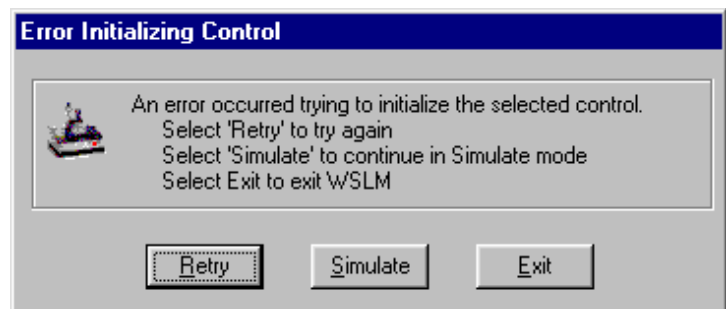 Error Initializing Control
An error occurred trying to initialize the selected control.
Select 'Retry' to try again
Select 'Simulate' to continue in Simulate mode
Select Exit to exit WSLM
Retry Simulate Exit